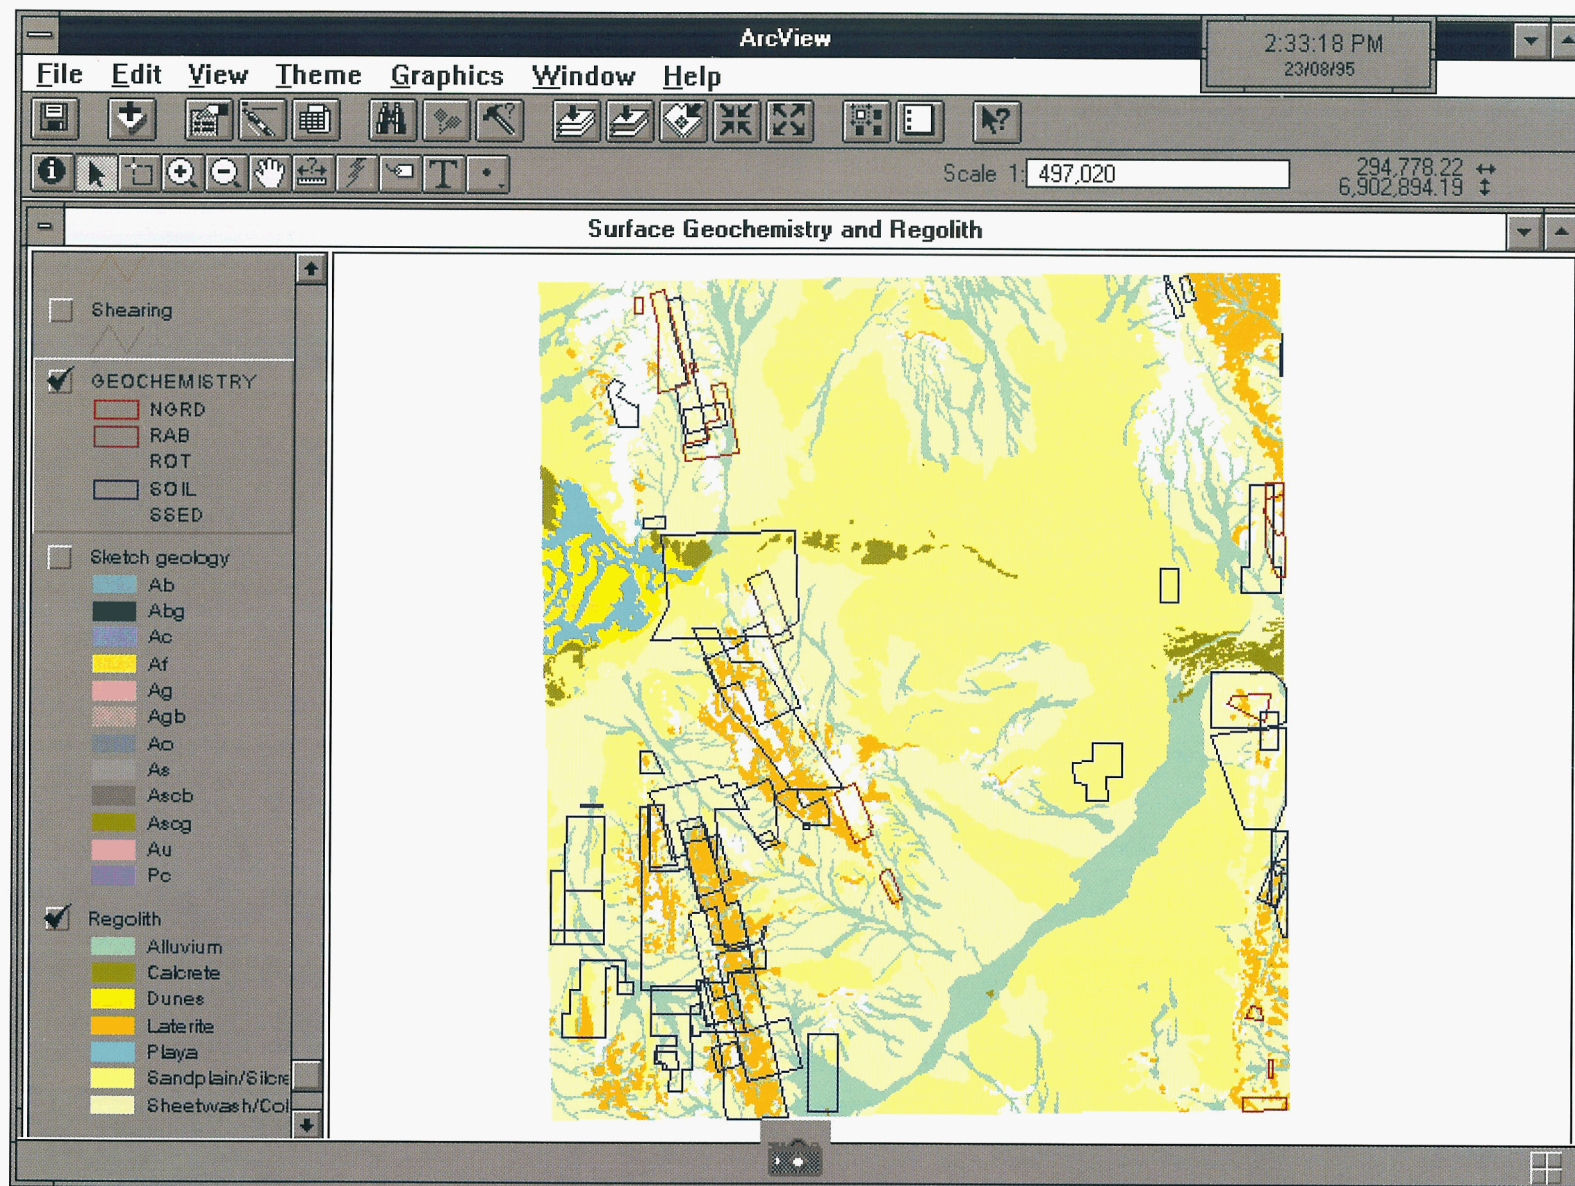 ArcView
2:33:18 PM
23/08/95
File Edit View Theme Graphics Window Help
Scale 1: 497,020
294,778.22
6,902,894.19
Surface Geochemistry and Regolith
Shearing
GEOCHEMISTRY
NGRD
RAB
ROT
SOIL
SSED
Sketch geology
Ab
Abg
Ac
Af
Ag
Agb
Ao
As
Ascb
Ascg
Au
Pc
Regolith
Alluvium
Calcrete
Dunes
Laterite
Playa
Sandplain/Silcre
Sheetwash/Col